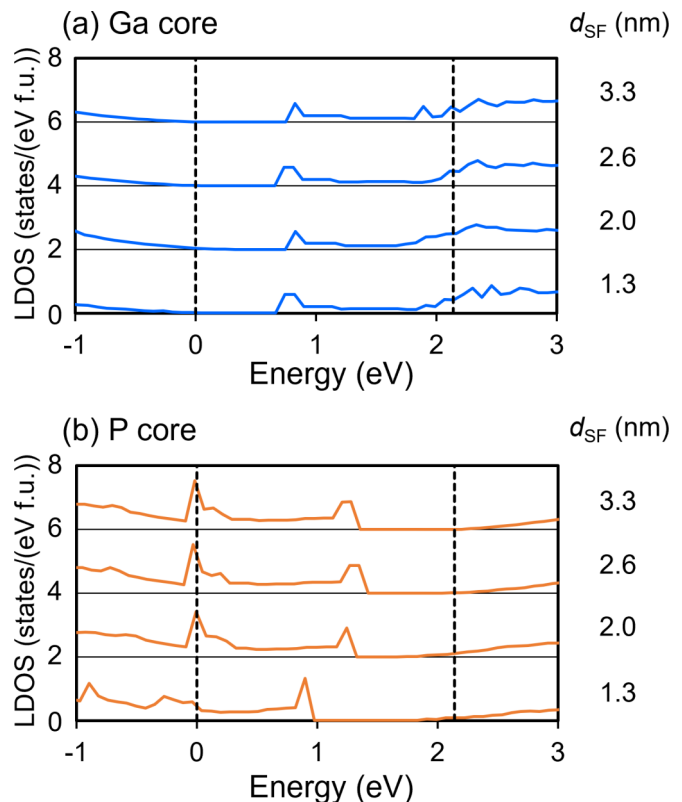 (a) Ga core
d_SF (nm)
LDOS (states/(eV f.u.))
8
6
4
2
0
3.3
2.6
2.0
1.3
-1 0 1 2 3
Energy (eV)
(b) P core
d_SF (nm)
LDOS (states/(eV f.u.))
8
6
4
2
0
3.3
2.6
2.0
1.3
-1 0 1 2 3
Energy (eV)